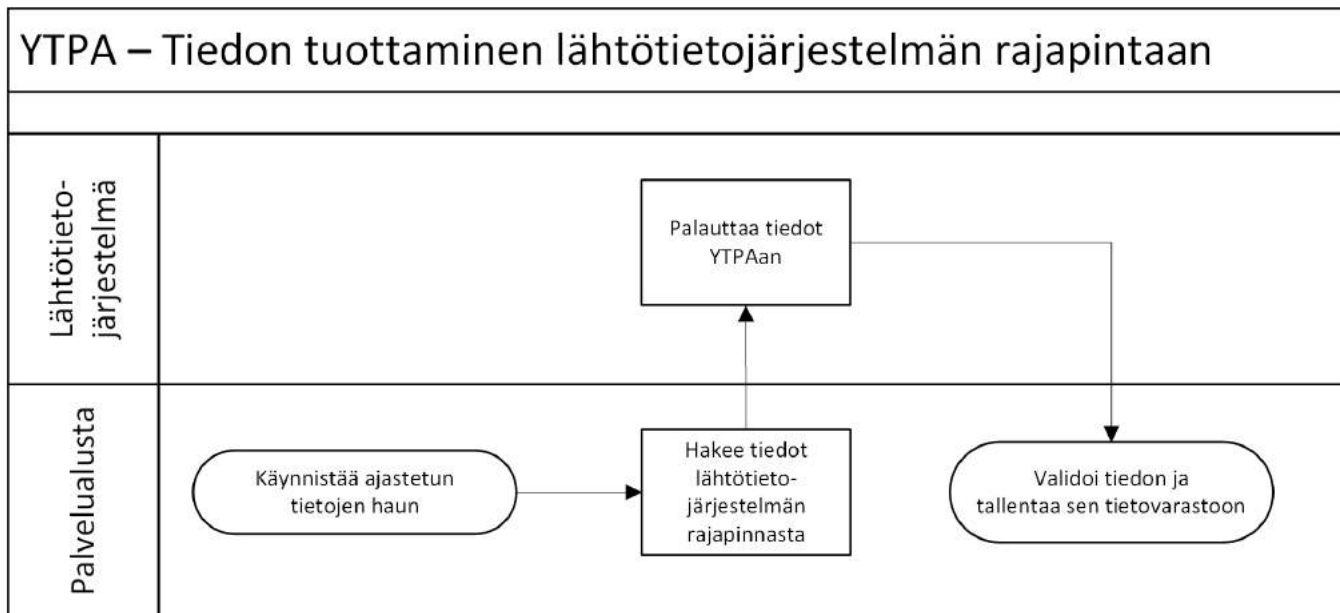 YTPA – Tiedon tuottaminen lähtötietojärjestelmän rajapintaan
Lähtötieto-
järjestelmä
Palauttaa tiedot
YTPAan
Palvelualusta
Käynnistää ajastetun
tietojen haun
Hakee tiedot
lähtötieto-
järjestelmän
rajapinnasta
Validoi tiedon ja
tallentaa sen tietovarastoon